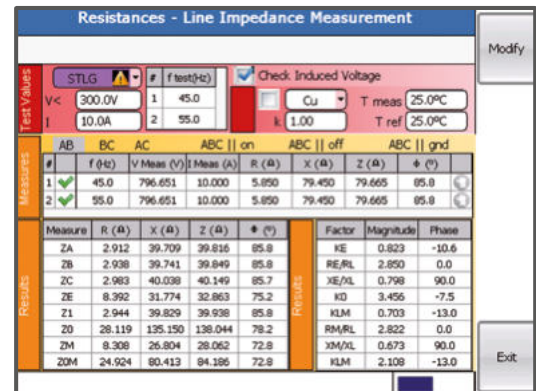 Resistances - Line Impedance Measurement
Modify
Test Values
STLG # f test(Hz) Check Induced Voltage
V< 300.0V 1 45.0 Cu T meas 25.0ºC
I 10.0A 2 55.0 k 1.00 T ref 25.0ºC
Measures
AB BC AC ABC || on ABC || off ABC || gnd
# f (Hz) V Meas (V) I Meas (A) R (Ω) X (Ω) Z (Ω) Φ (º)
1 45.0 796.651 10.000 5.850 79.450 79.665 85.8
2 55.0 796.651 10.000 5.850 79.450 79.665 85.8
Results
Measure R (Ω) X (Ω) Z (Ω) Φ (º)
ZA 2.912 39.709 39.816 85.8
ZB 2.938 39.741 39.849 85.8
ZC 2.983 40.038 40.149 85.7
ZE 8.392 31.774 32.863 75.2
Z1 2.944 39.829 39.938 85.8
Z0 28.119 135.150 138.044 78.2
ZM 8.308 26.804 28.062 72.8
Z0M 24.924 80.413 84.186 72.8
Results
Factor Magnitude Phase
KE 0.823 -10.6
RE/RL 2.850 0.0
XE/XL 0.798 90.0
K0 3.456 -7.5
KLM 0.703 -13.0
RM/RL 2.822 0.0
XM/XL 0.673 90.0
KLM 2.108 -13.0
Exit